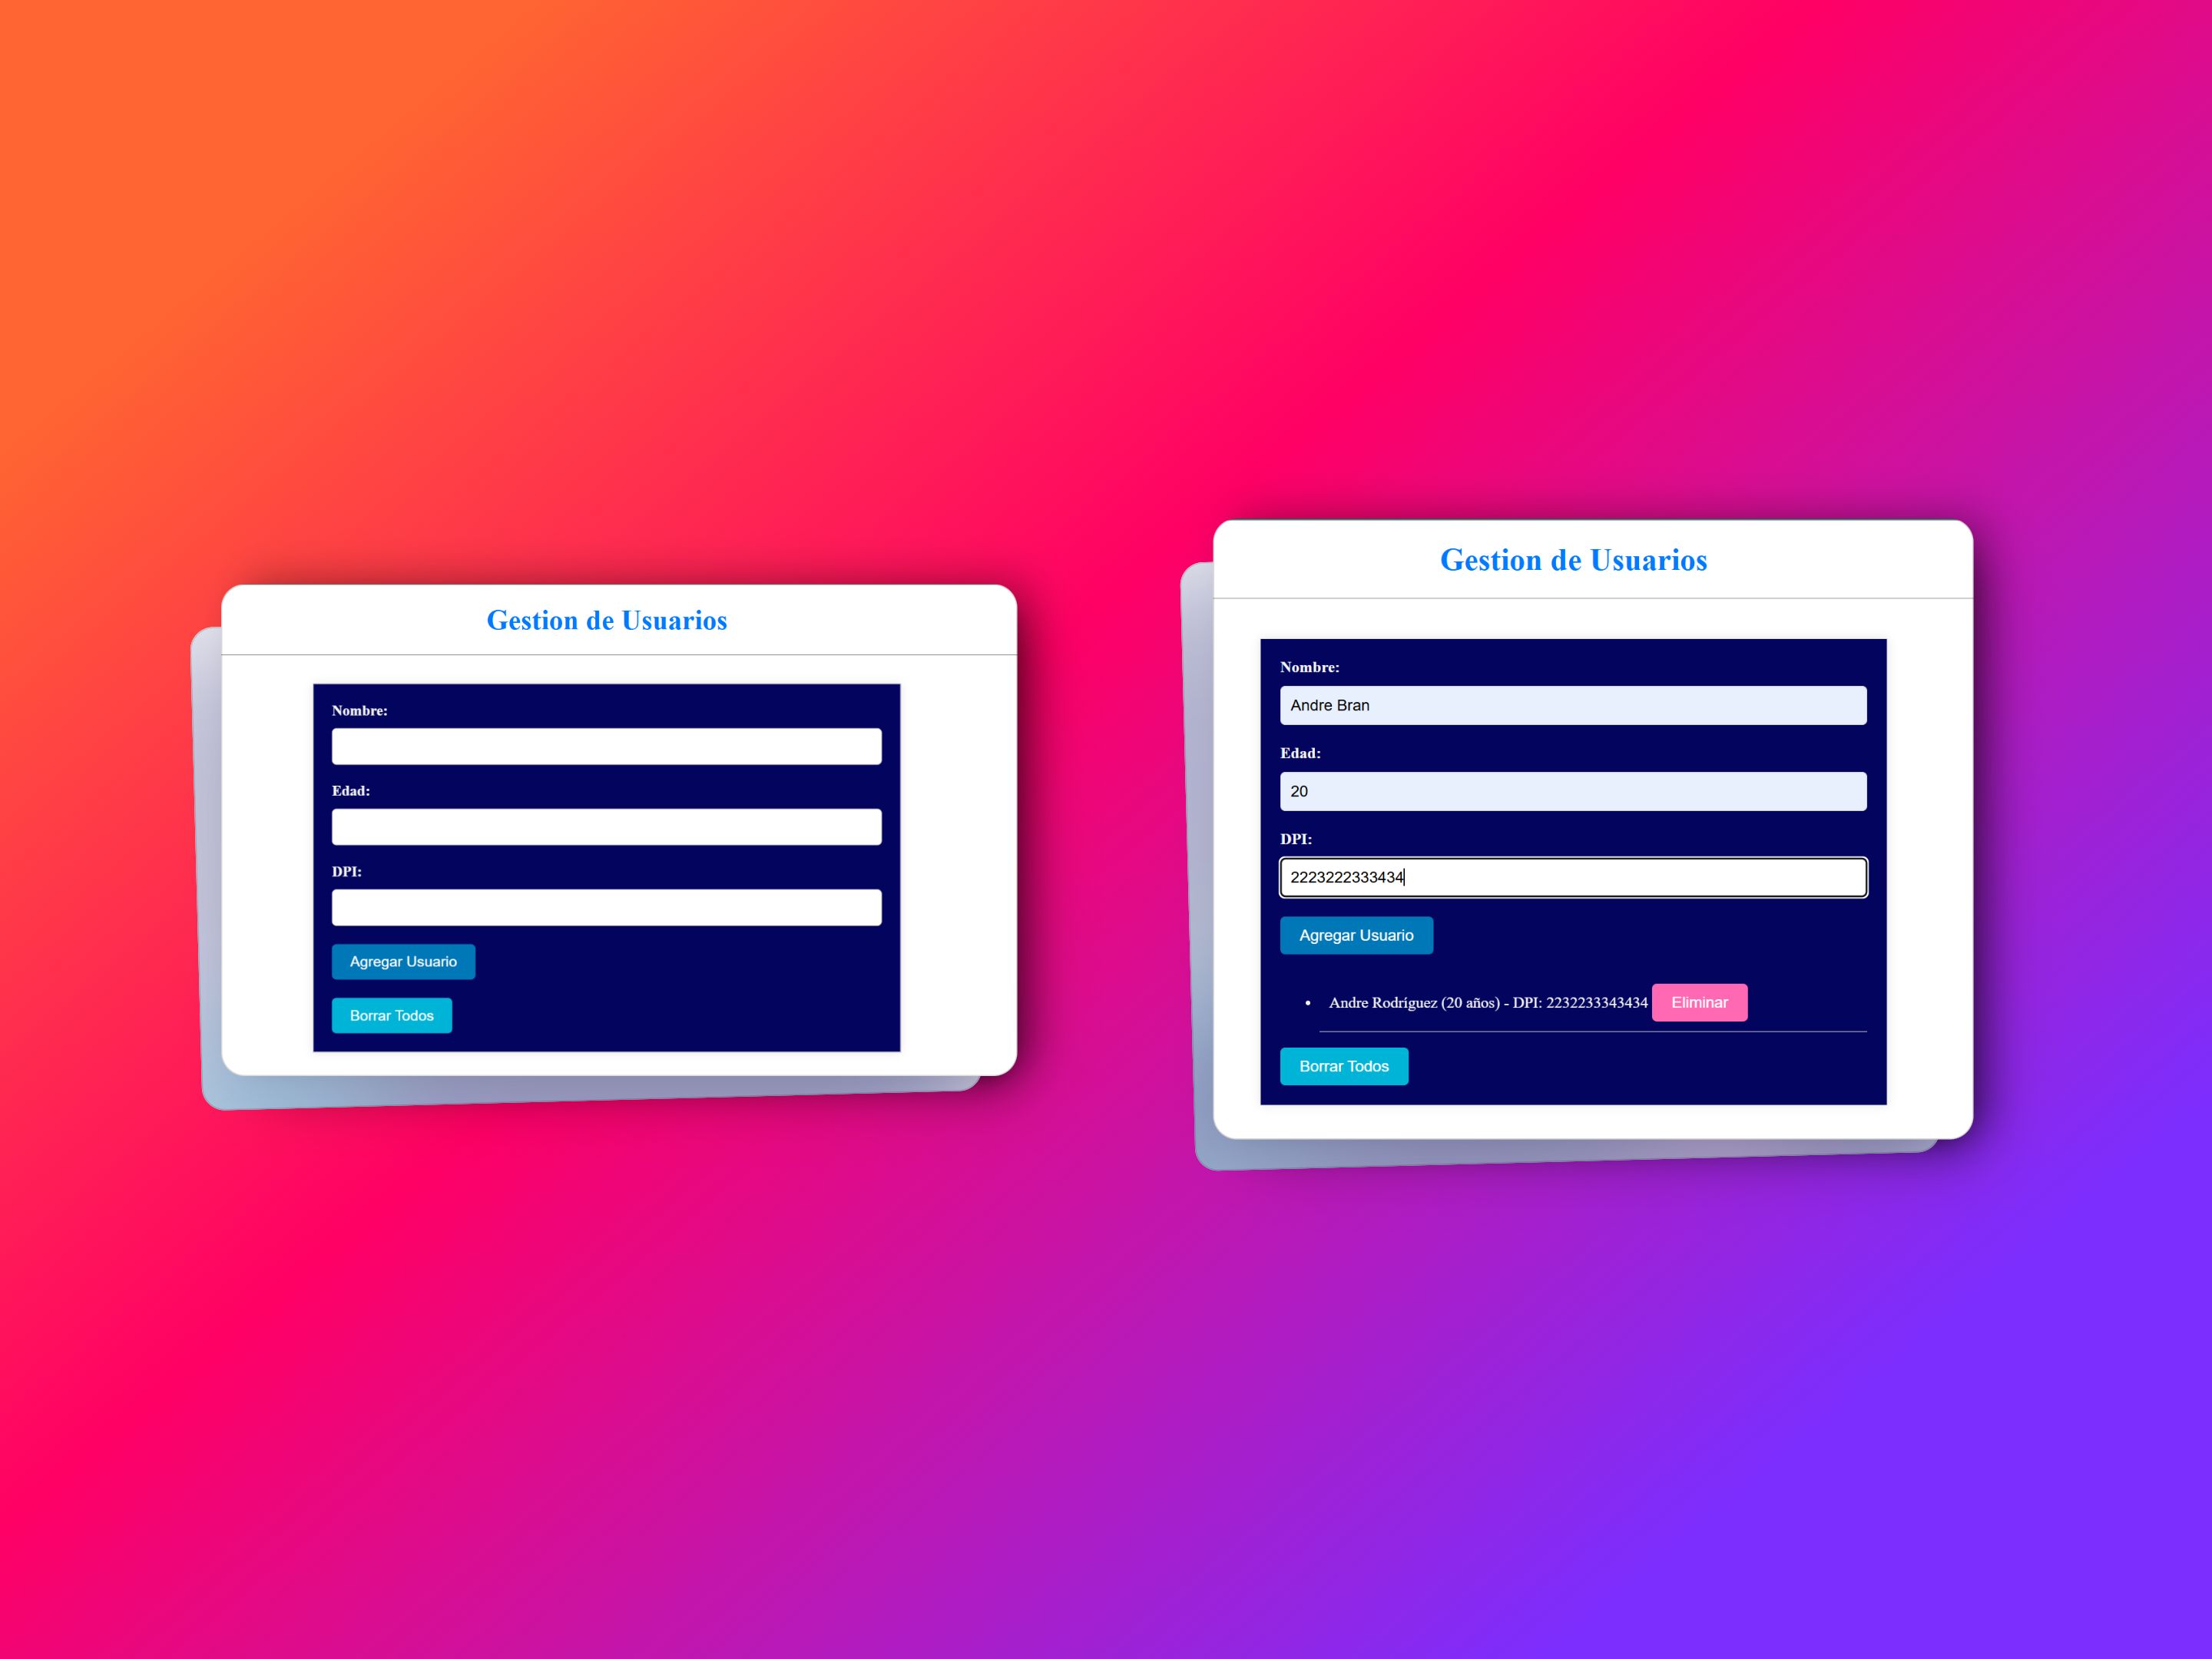 Gestion de Usuarios
Nombre:
Edad:
DPI:
Agregar Usuario
Borrar Todos
Gestion de Usuarios
Nombre:
Andre Bran
Edad:
20
DPI:
2223222333434
Agregar Usuario
Andre Rodríguez (20 años) - DPI: 2232233343434 Eliminar
Borrar Todos